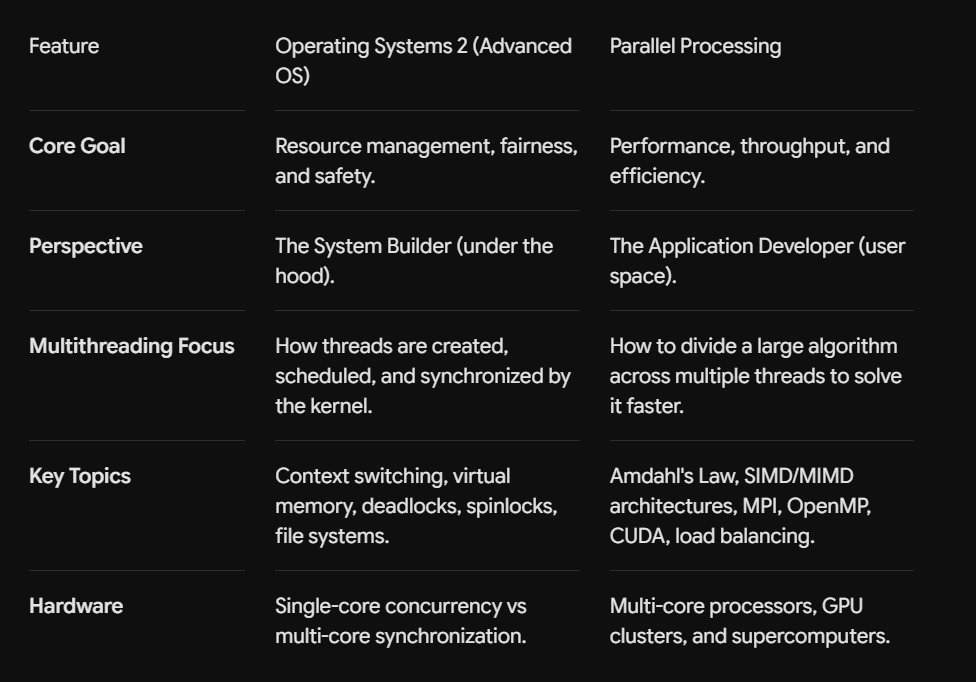 Feature
Operating Systems 2 (Advanced
OS)
Parallel Processing
Core Goal
Resource management, fairness,
and safety.
Performance, throughput, and
efficiency.
Perspective
The System Builder (under the
hood).
The Application Developer (user
space).
Multithreading Focus
How threads are created,
scheduled, and synchronized by
the kernel.
How to divide a large algorithm
across multiple threads to solve
it faster.
Key Topics
Context switching, virtual
memory, deadlocks, spinlocks,
file systems.
Amdahl's Law, SIMD/MIMD
architectures, MPI, OpenMP,
CUDA, load balancing.
Hardware
Single-core concurrency vs
multi-core synchronization.
Multi-core processors, GPU
clusters, and supercomputers.